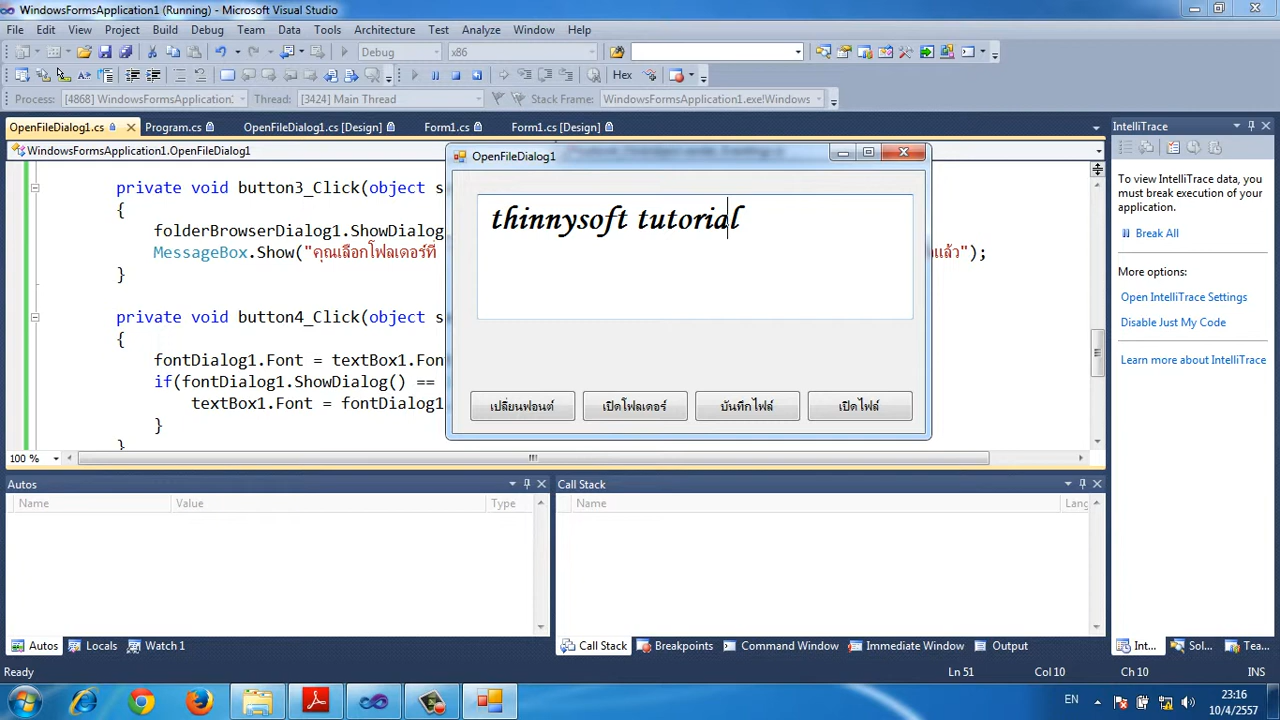 WindowsFormsApplication1 (Running) - Microsoft Visual Studio
File Edit View Project Build Debug Team Data Tools Architecture Test Analyze Window Help
Debug x86
Hex
Process: [4868] WindowsFormsApplication: Thread: [3424] Main Thread Stack Frame: WindowsFormsApplication1.exe!Windows
OpenFileDialog1.cs Program.cs OpenFileDialog1.cs [Design] Form1.cs Form1.cs [Design]
WindowsFormsApplication1.OpenFileDialog1
private void button3_Click(object s
{
folderBrowserDialog1.ShowDialog
MessageBox.Show("คุณเลือกโฟลเดอร์ที่ แล้ว");
}
private void button4_Click(object s
{
fontDialog1.Font = textBox1.Fon
if(fontDialog1.ShowDialog() ==
textBox1.Font = fontDialog1
}
}
100 %
OpenFileDialog1
thinnysoft tutorial
เปลี่ยนฟอนต์ เปิดโฟลเดอร์ บันทึกไฟล์ เปิดไฟล์
IntelliTrace
To view IntelliTrace data, you
must break execution of your
application.
Break All
More options:
Open IntelliTrace Settings
Disable Just My Code
Learn more about IntelliTrace
Autos
Name Value Type
Call Stack
Name Lang
Autos Locals Watch 1
Call Stack Breakpoints Command Window Immediate Window Output
Int... Sol... Tea...
Ready Ln 51 Col 10 Ch 10 INS
EN
23:16
10/4/2557